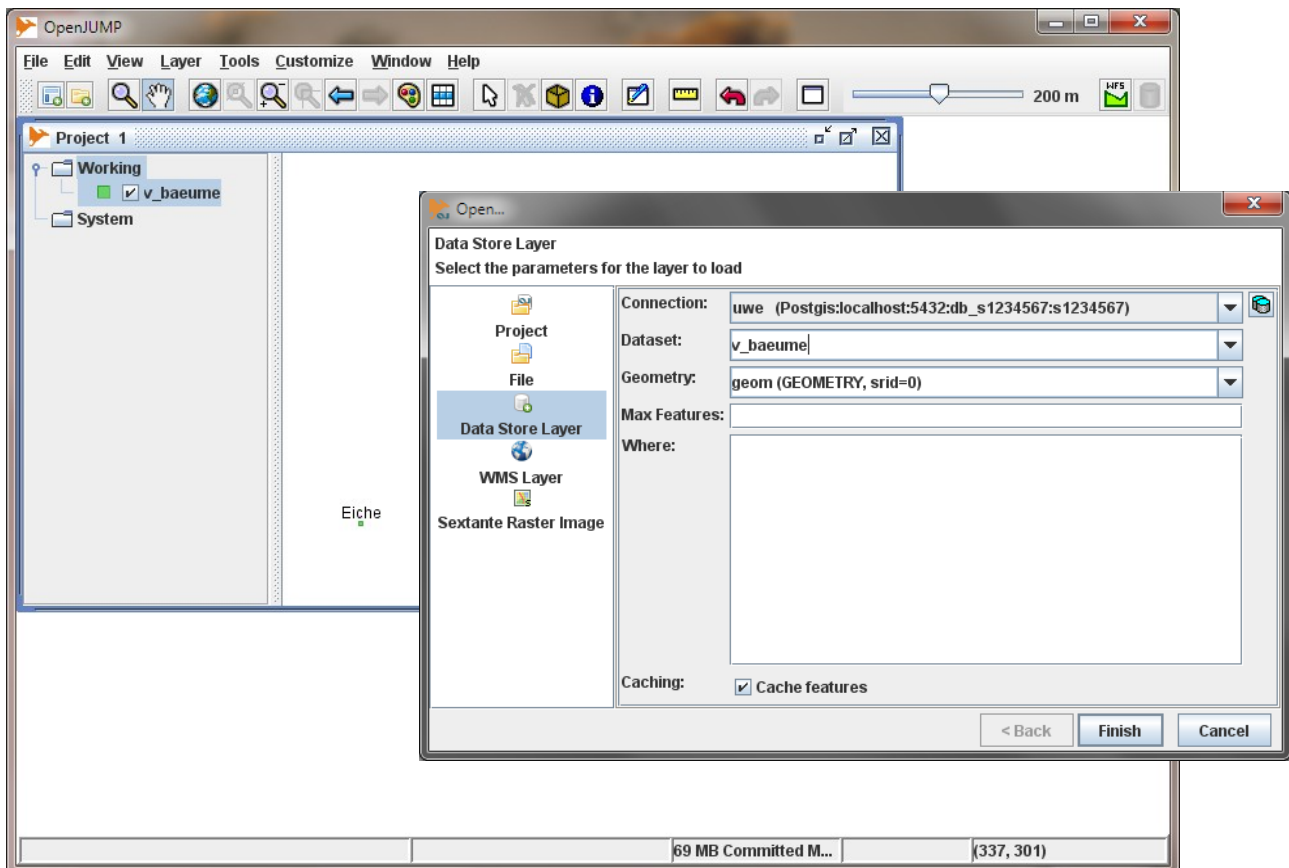 OpenJUMP
File Edit View Layer Tools Customize Window Help
200 m
WFS
Project 1
Working
v_baeume
System
Eiche
Open...
Data Store Layer
Select the parameters for the layer to load
Project
File
Data Store Layer
WMS Layer
Sextante Raster Image
Connection: uwe (Postgis:localhost:5432:db_s1234567:s1234567)
Dataset: v_baeume
Geometry: geom (GEOMETRY, srid=0)
Max Features:
Where:
Caching: Cache features
< Back Finish Cancel
69 MB Committed M... (337, 301)